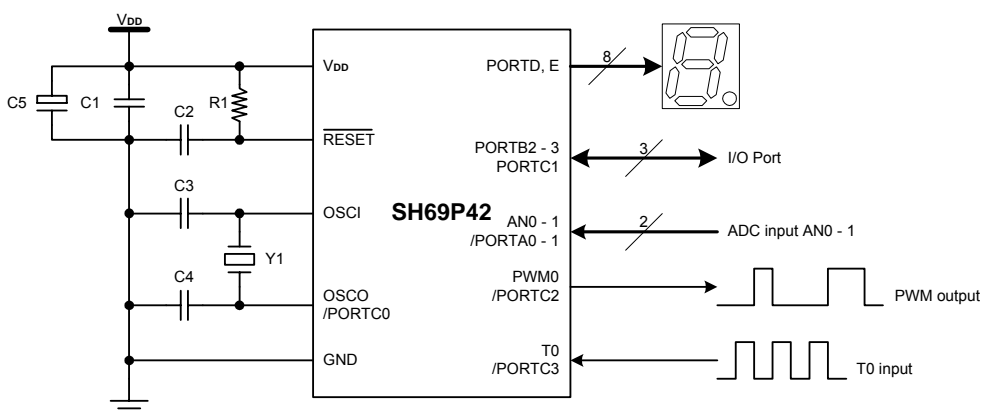 VDD
C5
C1
C2
R1
C3
C4
Y1
VDD
RESET
OSCI
OSCO
/PORTC0
GND
SH69P42
PORTD, E
PORTB2 - 3
PORTC1
AN0 - 1
/PORTA0 - 1
PWM0
/PORTC2
T0
/PORTC3
8
3
I/O Port
2
ADC input AN0 - 1
PWM output
T0 input